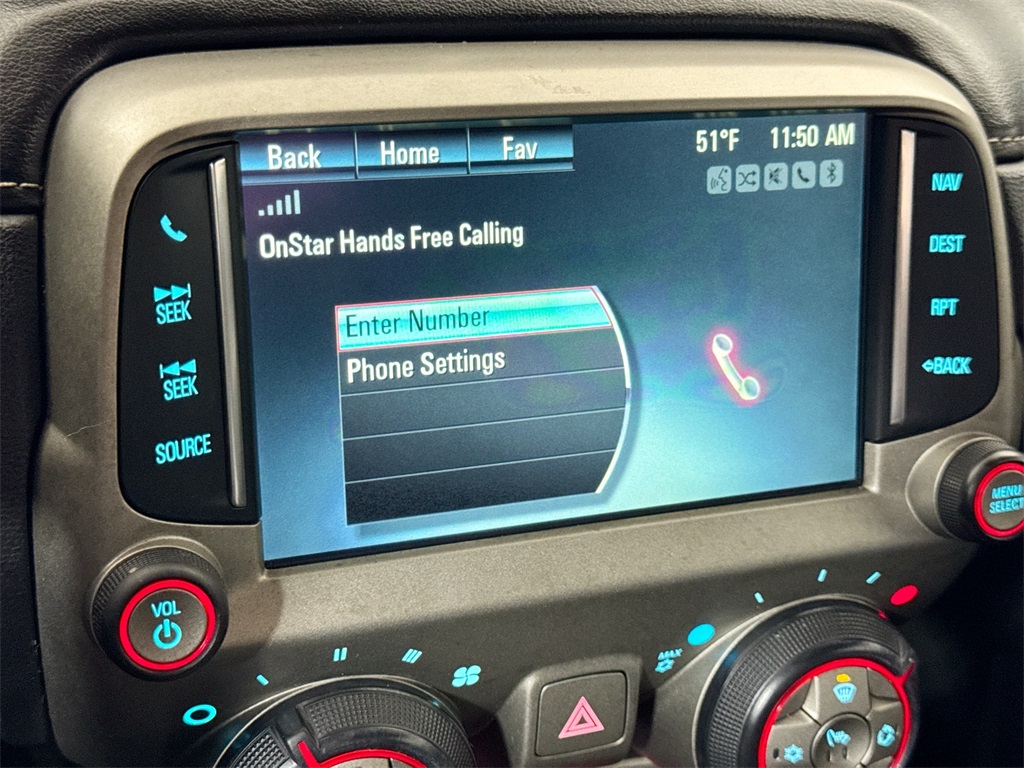 Back Home Fav 51°F 11:50 AM
OnStar Hands Free Calling
Enter Number
Phone Settings
SEEK
SEEK
SOURCE
NAV
DEST
RPT
BACK
MENU
SELECT
VOL
MAX